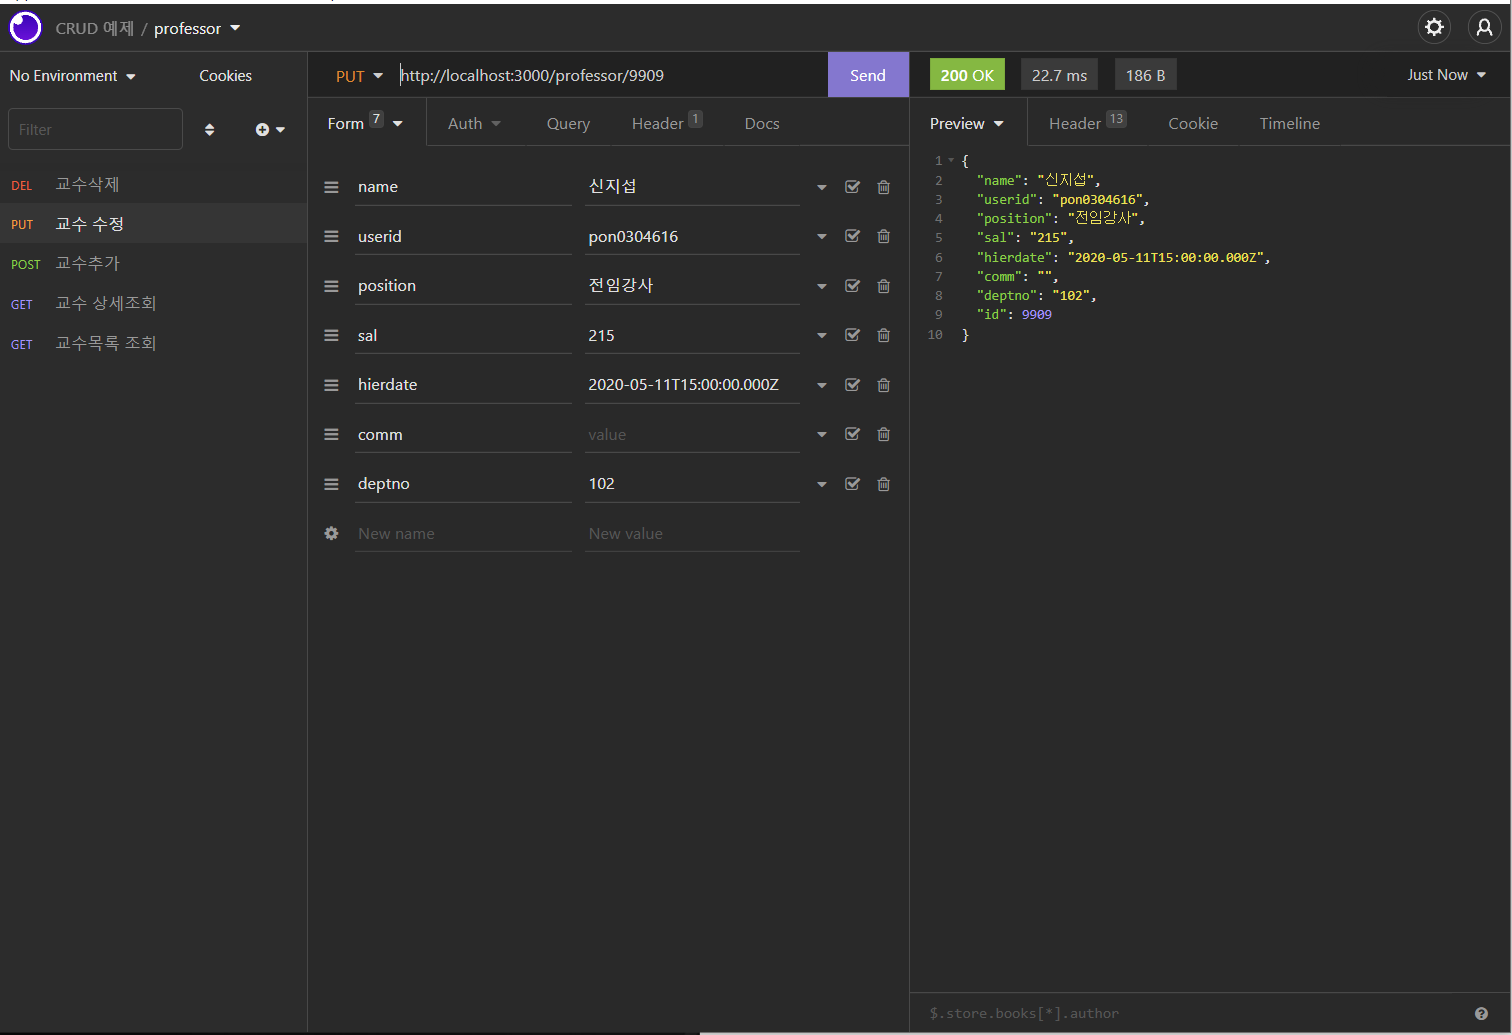 CRUD 예제 / professor
No Environment
Cookies
Filter
DEL 교수삭제
PUT 교수 수정
POST 교수추가
GET 교수 상세조회
GET 교수목록 조회
PUT http://localhost:3000/professor/9909 Send
Form 7 Auth Query Header 1 Docs
name 신지섭
userid pon0304616
position 전임강사
sal 215
hierdate 2020-05-11T15:00:00.000Z
comm value
deptno 102
New name New value
200 OK 22.7 ms 186 B Just Now
Preview Header 13 Cookie Timeline
1 {
2 "name": "신지섭",
3 "userid": "pon0304616",
4 "position": "전임강사",
5 "sal": "215",
6 "hierdate": "2020-05-11T15:00:00.000Z",
7 "comm": "",
8 "deptno": "102",
9 "id": 9909
10 }
$.store.books[*].author